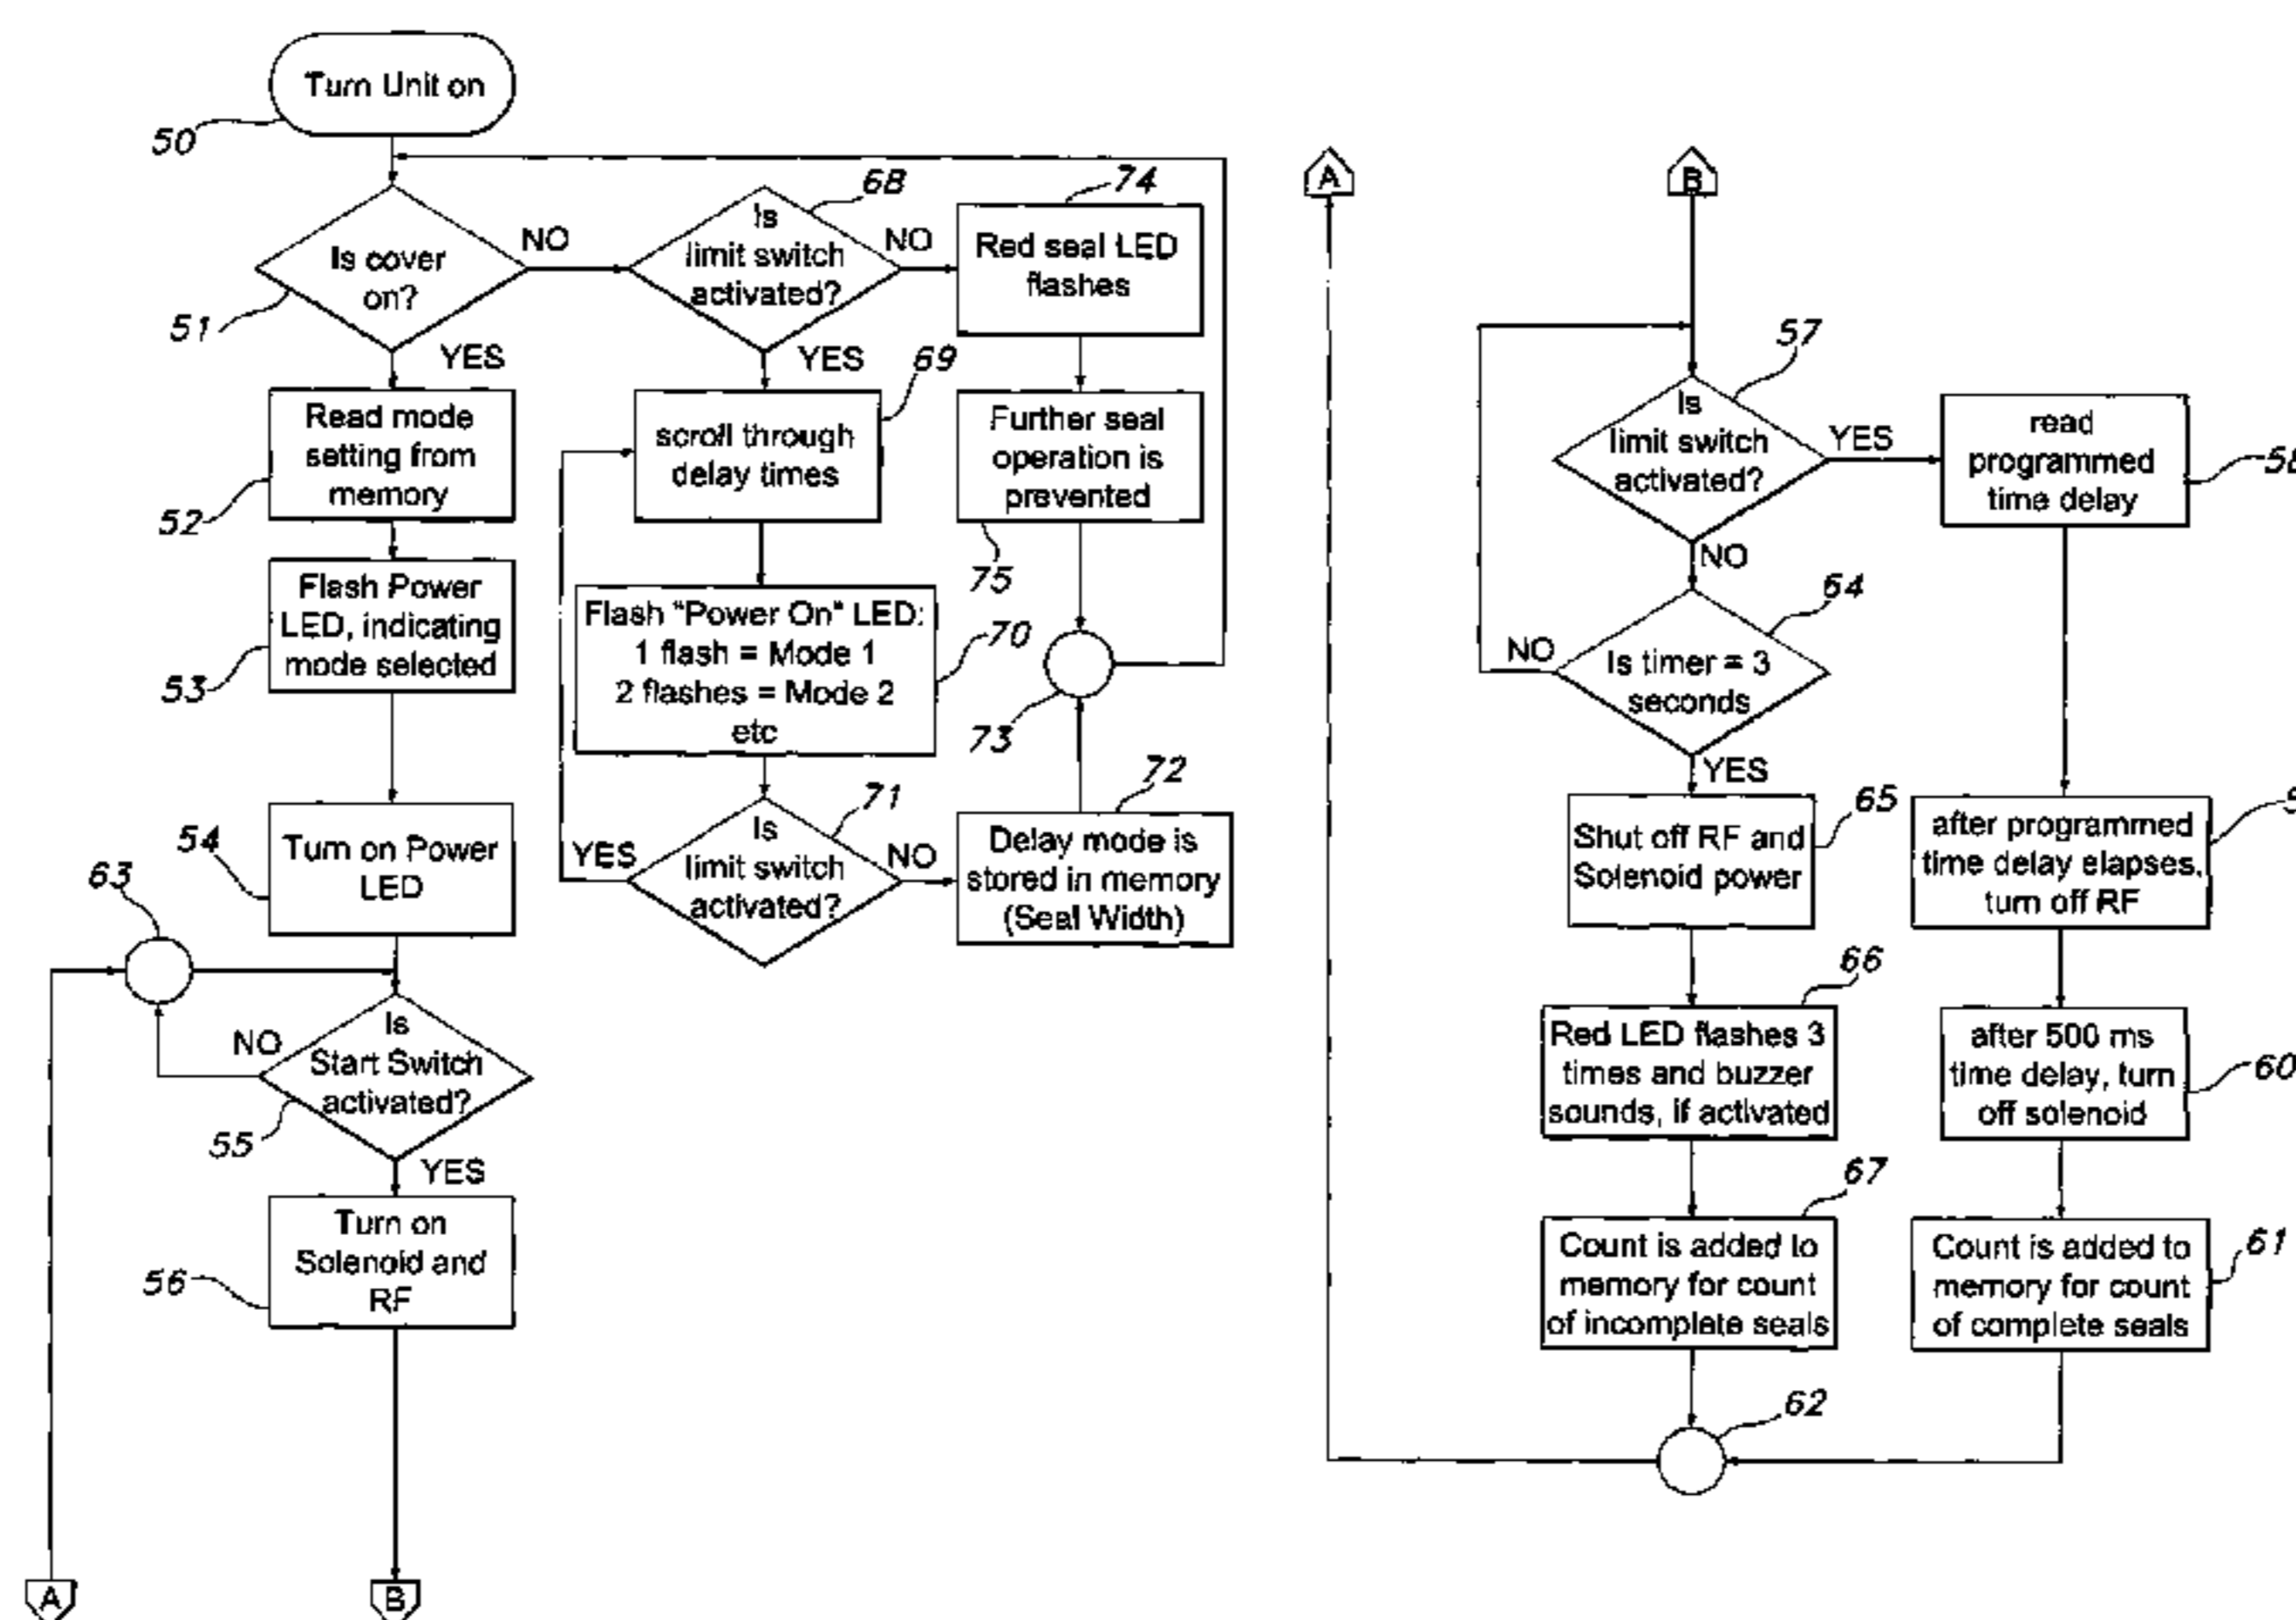 Turn Unit on
50
Is cover
on?
51
NO
YES
Read mode
setting from
memory
52
Flash Power
LED, indicating
mode selected
53
Turn on Power
LED
54
63
Is
Start Switch
activated?
55
NO
YES
Turn on
Solenoid and
RF
56
A
B
68
Is
limit switch
activated?
NO
YES
69
scroll through
delay times
Flash "Power On" LED:
1 flash = Mode 1
2 flashes = Mode 2
etc
70
71
Is
limit switch
activated?
YES
NO
74
Red seal LED
flashes
Further seal
operation is
prevented
75
73
72
Delay mode is
stored in memory
(Seal Width)
A
B
57
Is
limit switch
activated?
YES
NO
64
Is timer = 3
seconds
NO
YES
65
Shut off RF and
Solenoid power
66
Red LED flashes 3
times and buzzer
sounds, if activated
67
Count is added to
memory for count
of incomplete seals
62
read
programmed
time delay
after programmed
time delay elapses,
turn off RF
after 500 ms
time delay, turn
off solenoid
60
Count is added to
memory for count
of complete seals
61